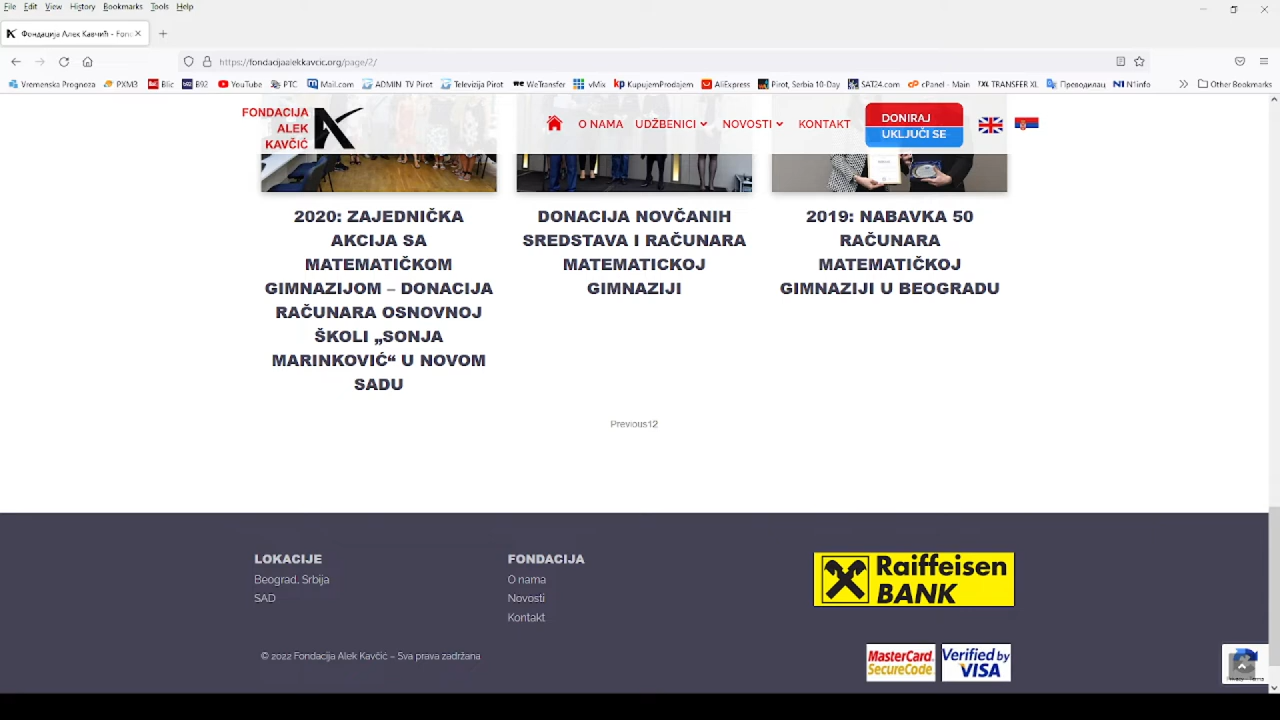 File Edit View History Bookmarks Tools Help
Фондација Алек Кавчић - Fonc
https://fondacijaalekkavcic.org/page/2/
Vremenska Prognoza PXM3 Blic B92 YouTube PTC Mail.com ADMIN TV Pirot Televizija Pirot WeTransfer vMix KupujemProdajem AliExpress Pirot, Serbia 10-Day SAT24.com cPanel - Main TRANSFER XL Преводилац N1info Other Bookmarks
FONDACIJA
ALEK
KAVČIĆ
O NAMA UDŽBENICI NOVOSTI KONTAKT
DONIRAJ
UKLJUČI SE
2020: ZAJEDNIČKA
AKCIJA SA
MATEMATIČKOM
GIMNAZIJOM – DONACIJA
RAČUNARA OSNOVNOJ
ŠKOLI „SONJA
MARINKOVIĆ“ U NOVOM
SADU
DONACIJA NOVČANIH
SREDSTAVA I RAČUNARA
MATEMATICKOJ
GIMNAZIJI
2019: NABAVKA 50
RAČUNARA
MATEMATIČKOJ
GIMNAZIJI U BEOGRADU
Previous12
LOKACIJE
Beograd, Srbija
SAD
FONDACIJA
O nama
Novosti
Kontakt
Raiffeisen
BANK
© 2022 Fondacija Alek Kavčić – Sva prava zadržana
MasterCard.
SecureCode.
Verified by
VISA